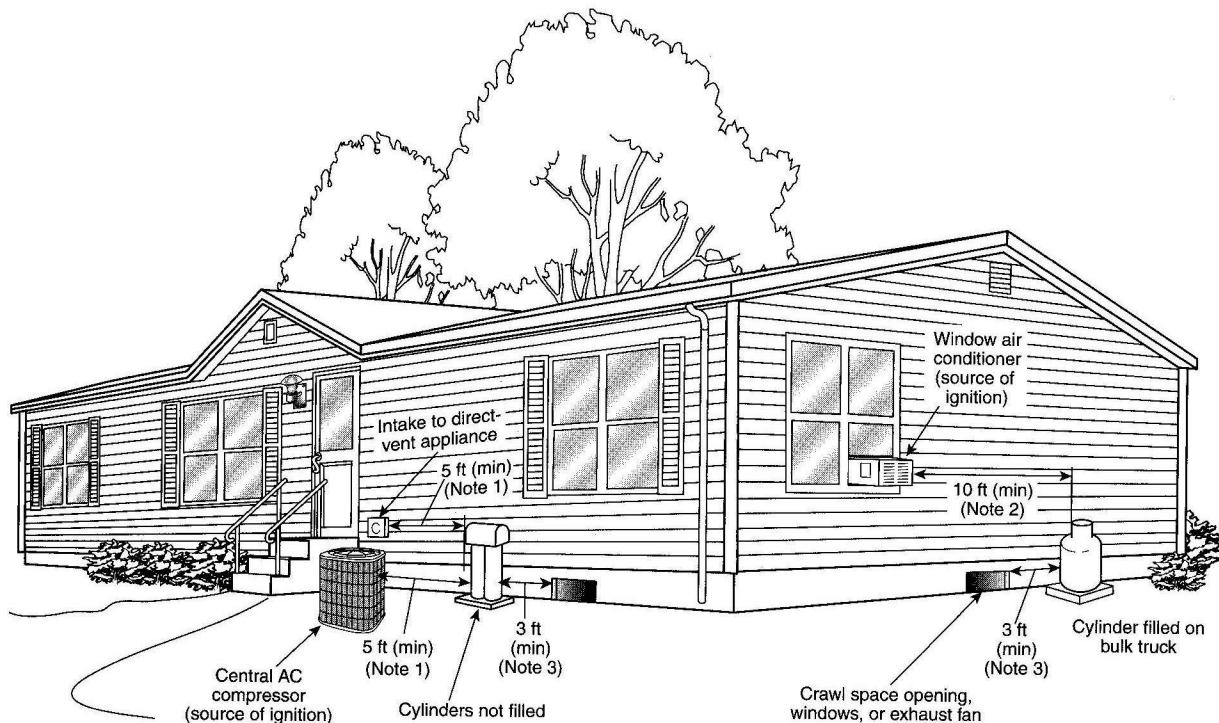 Window air
conditioner
(source of
ignition)
Intake to direct-
vent appliance
5 ft (min)
(Note 1)
10 ft (min)
(Note 2)
5 ft (min)
(Note 1)
3 ft
(min)
(Note 3)
3 ft
(min)
(Note 3)
Cylinder filled on
bulk truck
Central AC
compressor
(source of ignition)
Cylinders not filled
Crawl space opening,
windows, or exhaust fan